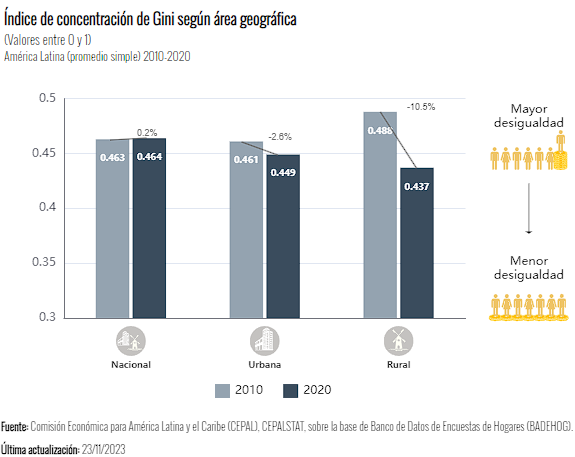 Índice de concentración de Gini según área geográfica
(Valores entre 0 y 1)
América Latina (promedio simple) 2010-2020
0.5
0.45
0.4
0.35
0.3
0.2%
-2.6%
-10.5%
0.463
0.464
0.461
0.449
0.488
0.437
Nacional
Urbana
Rural
2010
2020
Mayor
desigualdad
Menor
desigualdad
Fuente: Comisión Económica para América Latina y el Caribe (CEPAL), CEPALSTAT, sobre la base de Banco de Datos de Encuestas de Hogares (BADEHOG).
Última actualización: 23/11/2023